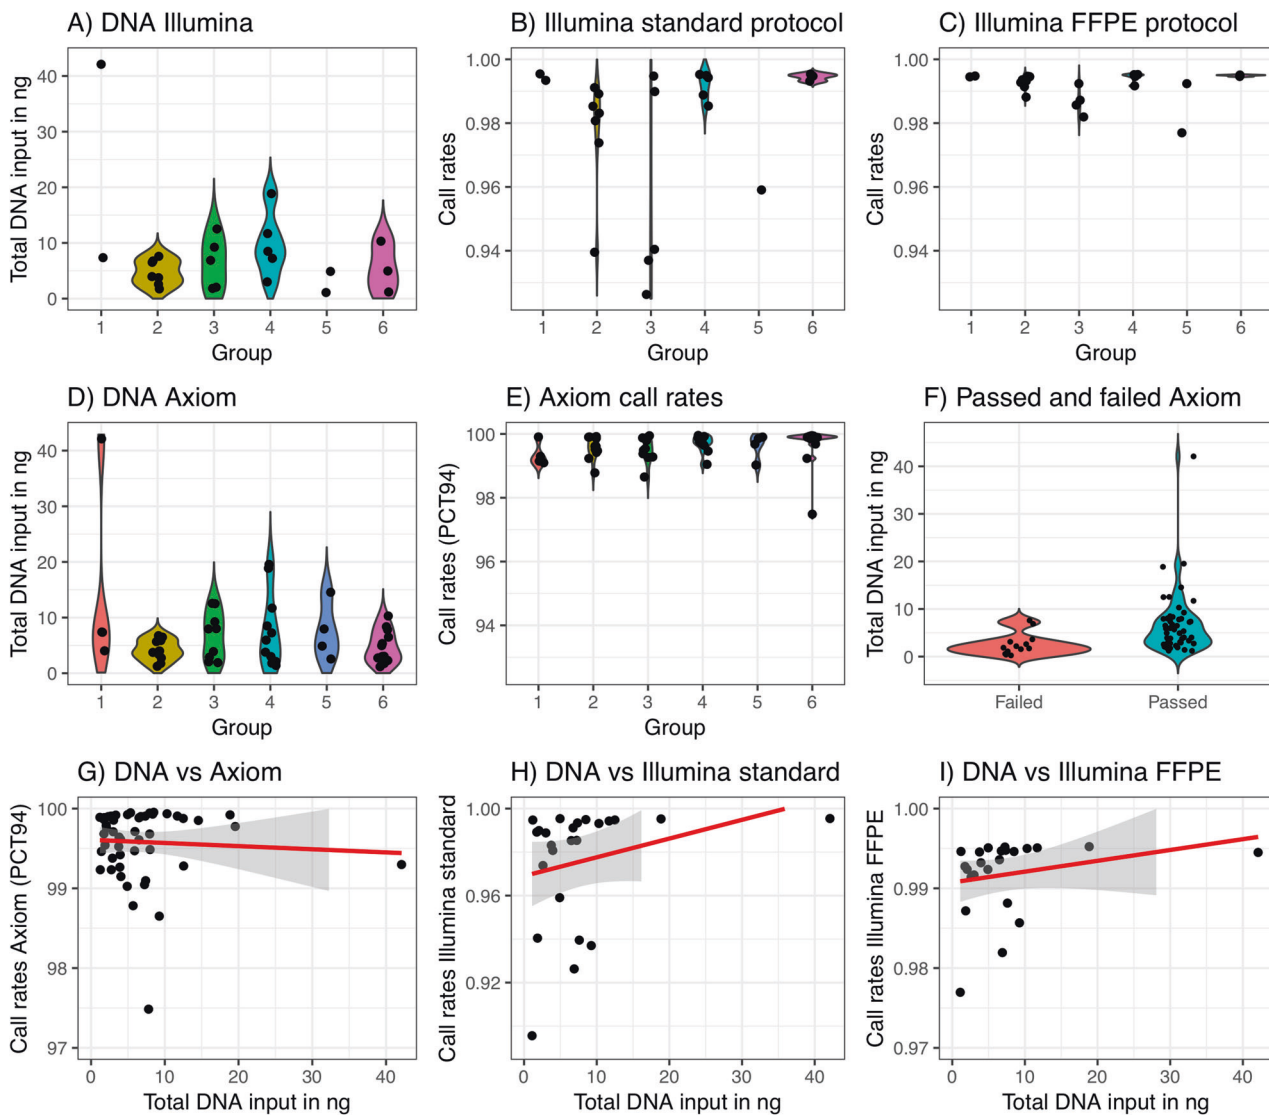 A) DNA Illumina
Total DNA input in ng
40
30
20
10
0
1 2 3 4 5 6
Group
B) Illumina standard protocol
Call rates
1.00
0.98
0.96
0.94
1 2 3 4 5 6
Group
C) Illumina FFPE protocol
Call rates
1.00
0.98
0.96
0.94
1 2 3 4 5 6
Group
D) DNA Axiom
Total DNA input in ng
40
30
20
10
0
1 2 3 4 5 6
Group
E) Axiom call rates
Call rates (PCT94)
100
98
96
94
1 2 3 4 5 6
Group
F) Passed and failed Axiom
Total DNA input in ng
40
30
20
10
0
Failed Passed
G) DNA vs Axiom
Call rates Axiom (PCT94)
100
99
98
97
0 10 20 30 40
Total DNA input in ng
H) DNA vs Illumina standard
Call rates Illumina standard
1.00
0.96
0.92
0 10 20 30 40
Total DNA input in ng
I) DNA vs Illumina FFPE
Call rates Illumina FFPE
1.00
0.99
0.98
0.97
0 10 20 30 40
Total DNA input in ng